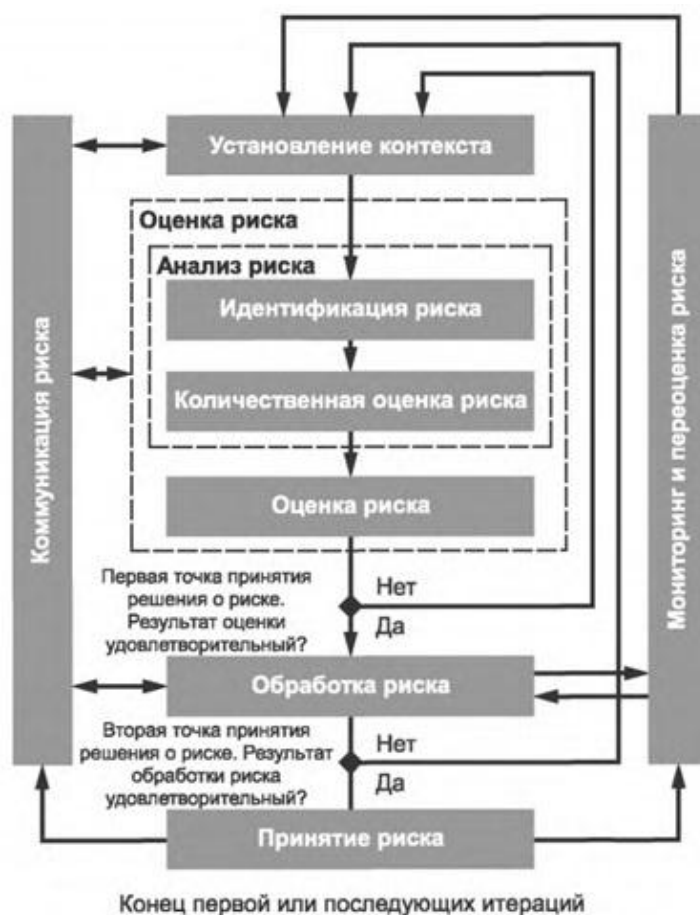 Установление контекста
Оценка риска
Анализ риска
Идентификация риска
Количественная оценка риска
Оценка риска
Коммуникация риска
Мониторинг и переоценка риска
Первая точка принятия
решения о риске.
Результат оценки
удовлетворительный?
Нет
Да
Обработка риска
Вторая точка принятия
решения о риске. Результат
обработки риска
удовлетворительный?
Нет
Да
Принятие риска
Конец первой или последующих итераций